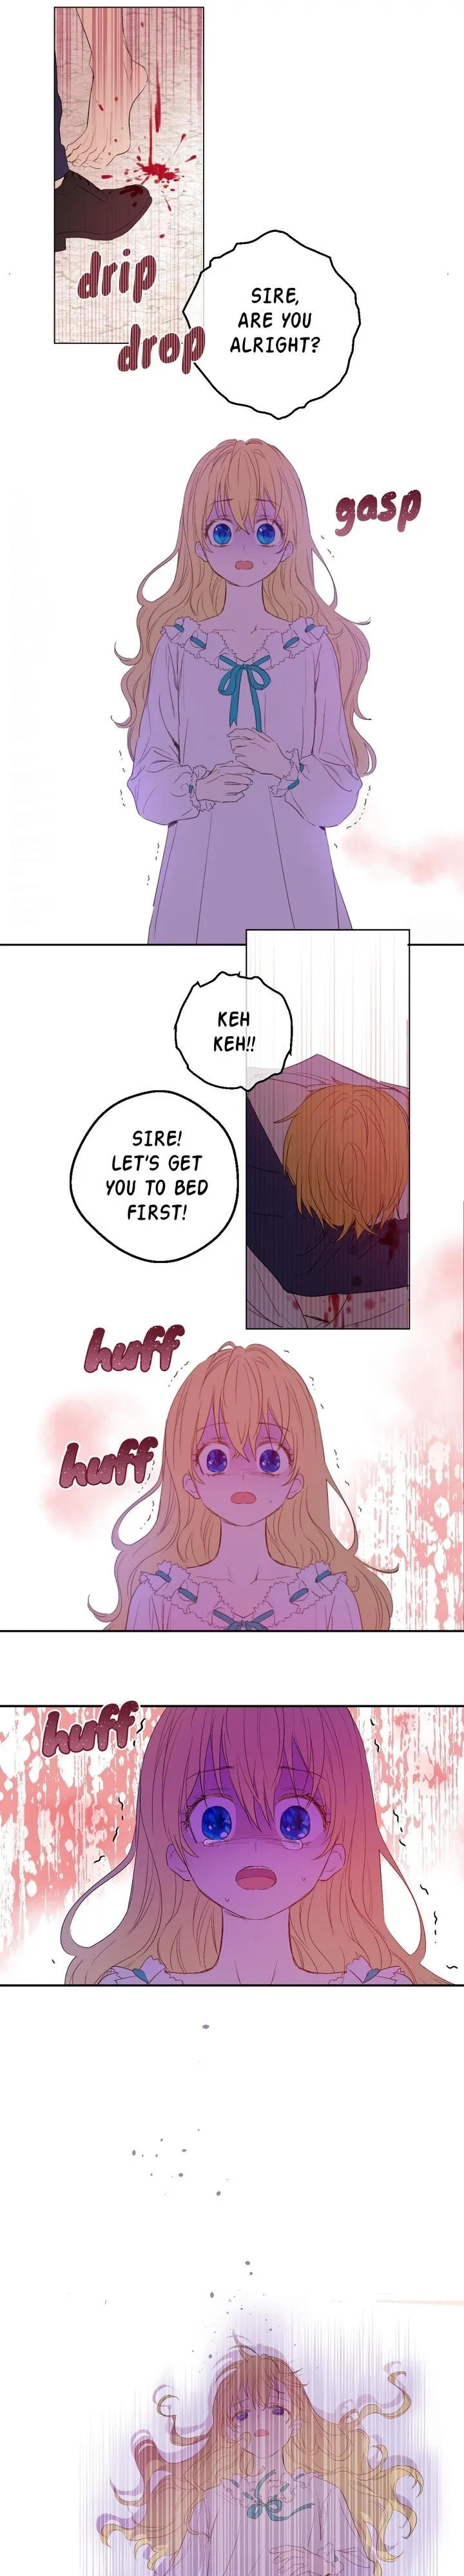 drip
drop
SIRE,
ARE YOU
ALRIGHT?
gasp
KEH
KEH!!
SIRE!
LET'S GET
YOU TO BED
FIRST!
huff
huff
huff